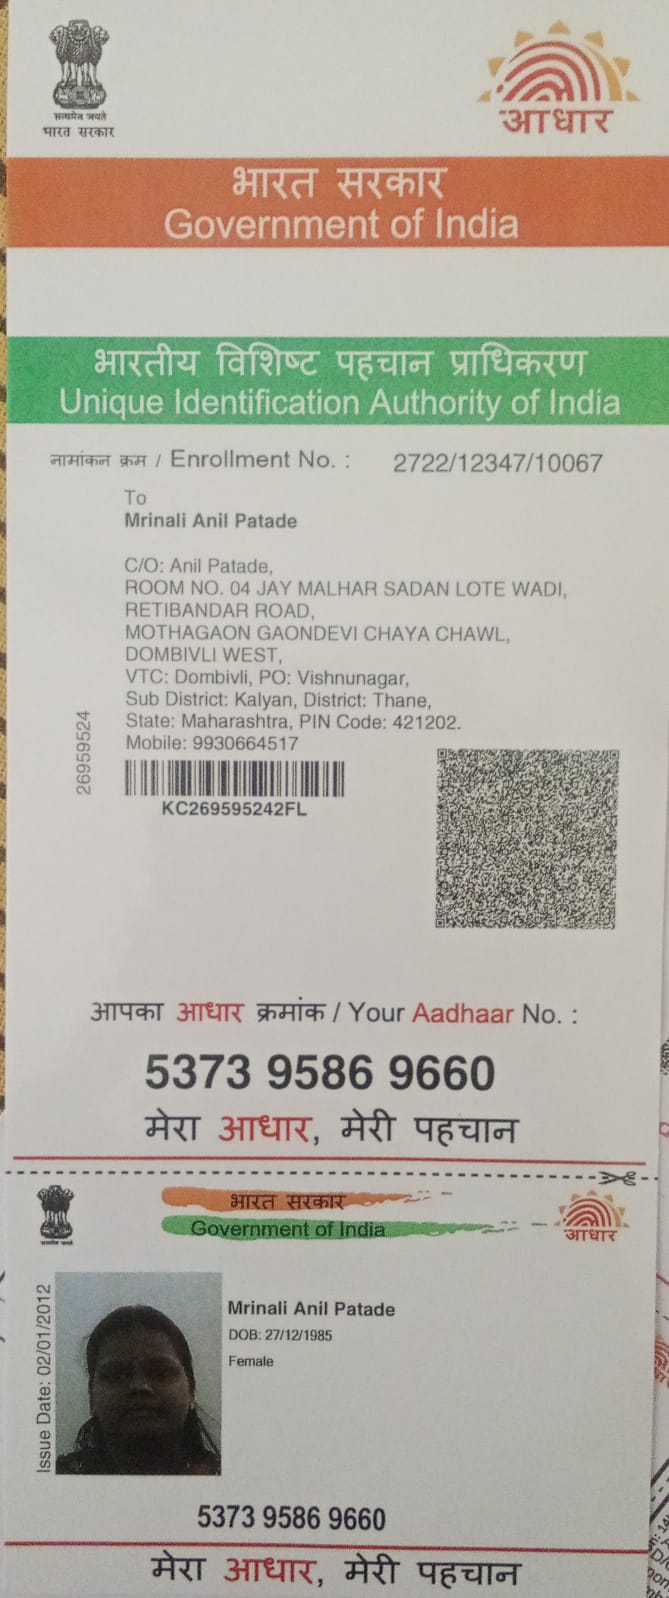 सत्यमेव जयते
भारत सरकार
आधार
भारत सरकार
Government of India
भारतीय विशिष्ट पहचान प्राधिकरण
Unique Identification Authority of India
नामांकन क्रम / Enrollment No. : 2722/12347/10067
To
Mrinali Anil Patade
C/O: Anil Patade,
ROOM NO. 04 JAY MALHAR SADAN LOTE WADI,
RETIBANDAR ROAD,
MOTHAGAON GAONDEVI CHAYA CHAWL,
DOMBIVLI WEST,
VTC: Dombivli, PO: Vishnunagar,
Sub District: Kalyan, District: Thane,
State: Maharashtra, PIN Code: 421202.
Mobile: 9930664517
26959524
KC269595242FL
आपका आधार क्रमांक / Your Aadhaar No. :
5373 9586 9660
मेरा आधार, मेरी पहचान
भारत सरकार
Government of India
आधार
Issue Date: 02/01/2012
Mrinali Anil Patade
DOB: 27/12/1985
Female
5373 9586 9660
मेरा आधार, मेरी पहचान